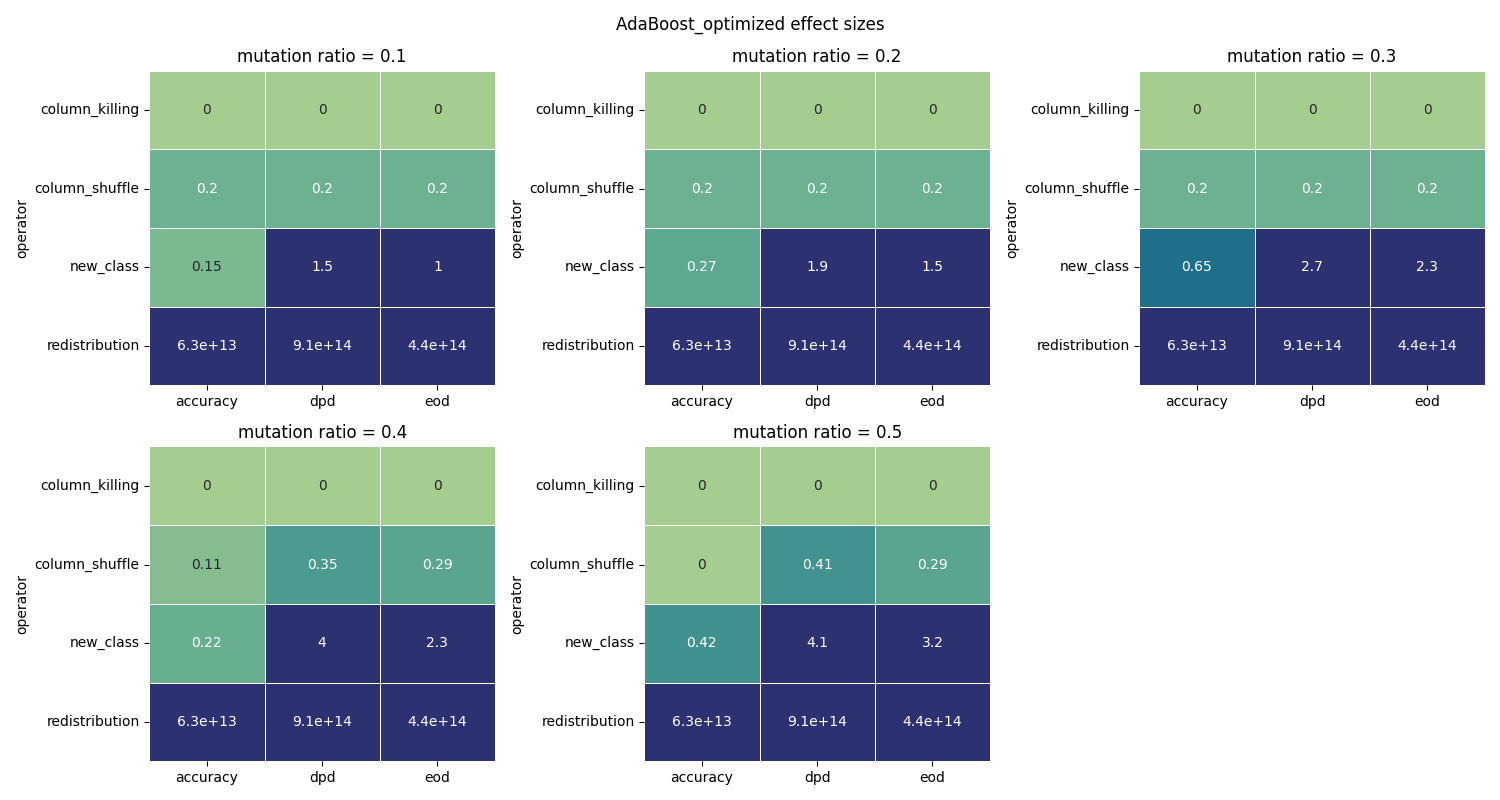 AdaBoost_optimized effect sizes
mutation ratio = 0.1
operator
column_killing 0 0 0
column_shuffle 0.2 0.2 0.2
new_class 0.15 1.5 1
redistribution 6.3e+13 9.1e+14 4.4e+14
accuracy dpd eod
mutation ratio = 0.2
operator
column_killing 0 0 0
column_shuffle 0.2 0.2 0.2
new_class 0.27 1.9 1.5
redistribution 6.3e+13 9.1e+14 4.4e+14
accuracy dpd eod
mutation ratio = 0.3
operator
column_killing 0 0 0
column_shuffle 0.2 0.2 0.2
new_class 0.65 2.7 2.3
redistribution 6.3e+13 9.1e+14 4.4e+14
accuracy dpd eod
mutation ratio = 0.4
operator
column_killing 0 0 0
column_shuffle 0.11 0.35 0.29
new_class 0.22 4 2.3
redistribution 6.3e+13 9.1e+14 4.4e+14
accuracy dpd eod
mutation ratio = 0.5
operator
column_killing 0 0 0
column_shuffle 0 0.41 0.29
new_class 0.42 4.1 3.2
redistribution 6.3e+13 9.1e+14 4.4e+14
accuracy dpd eod